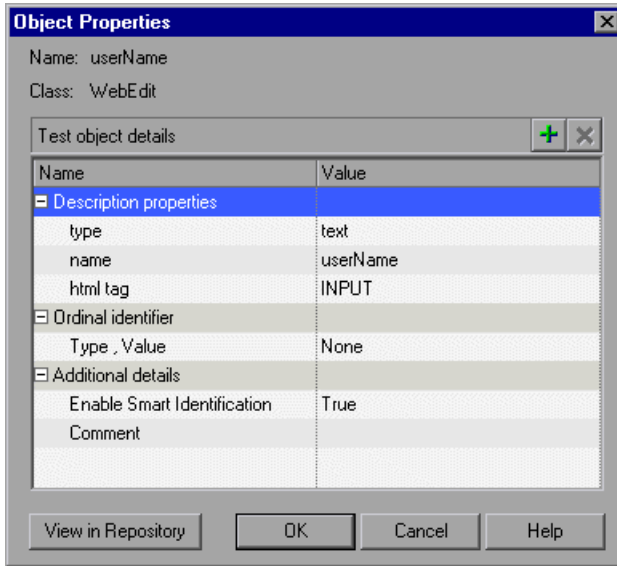 Object Properties
Name: userName
Class: WebEdit
Test object details
Name Value
Description properties
type text
name userName
html tag INPUT
Ordinal identifier
Type , Value None
Additional details
Enable Smart Identification True
Comment
View in Repository OK Cancel Help